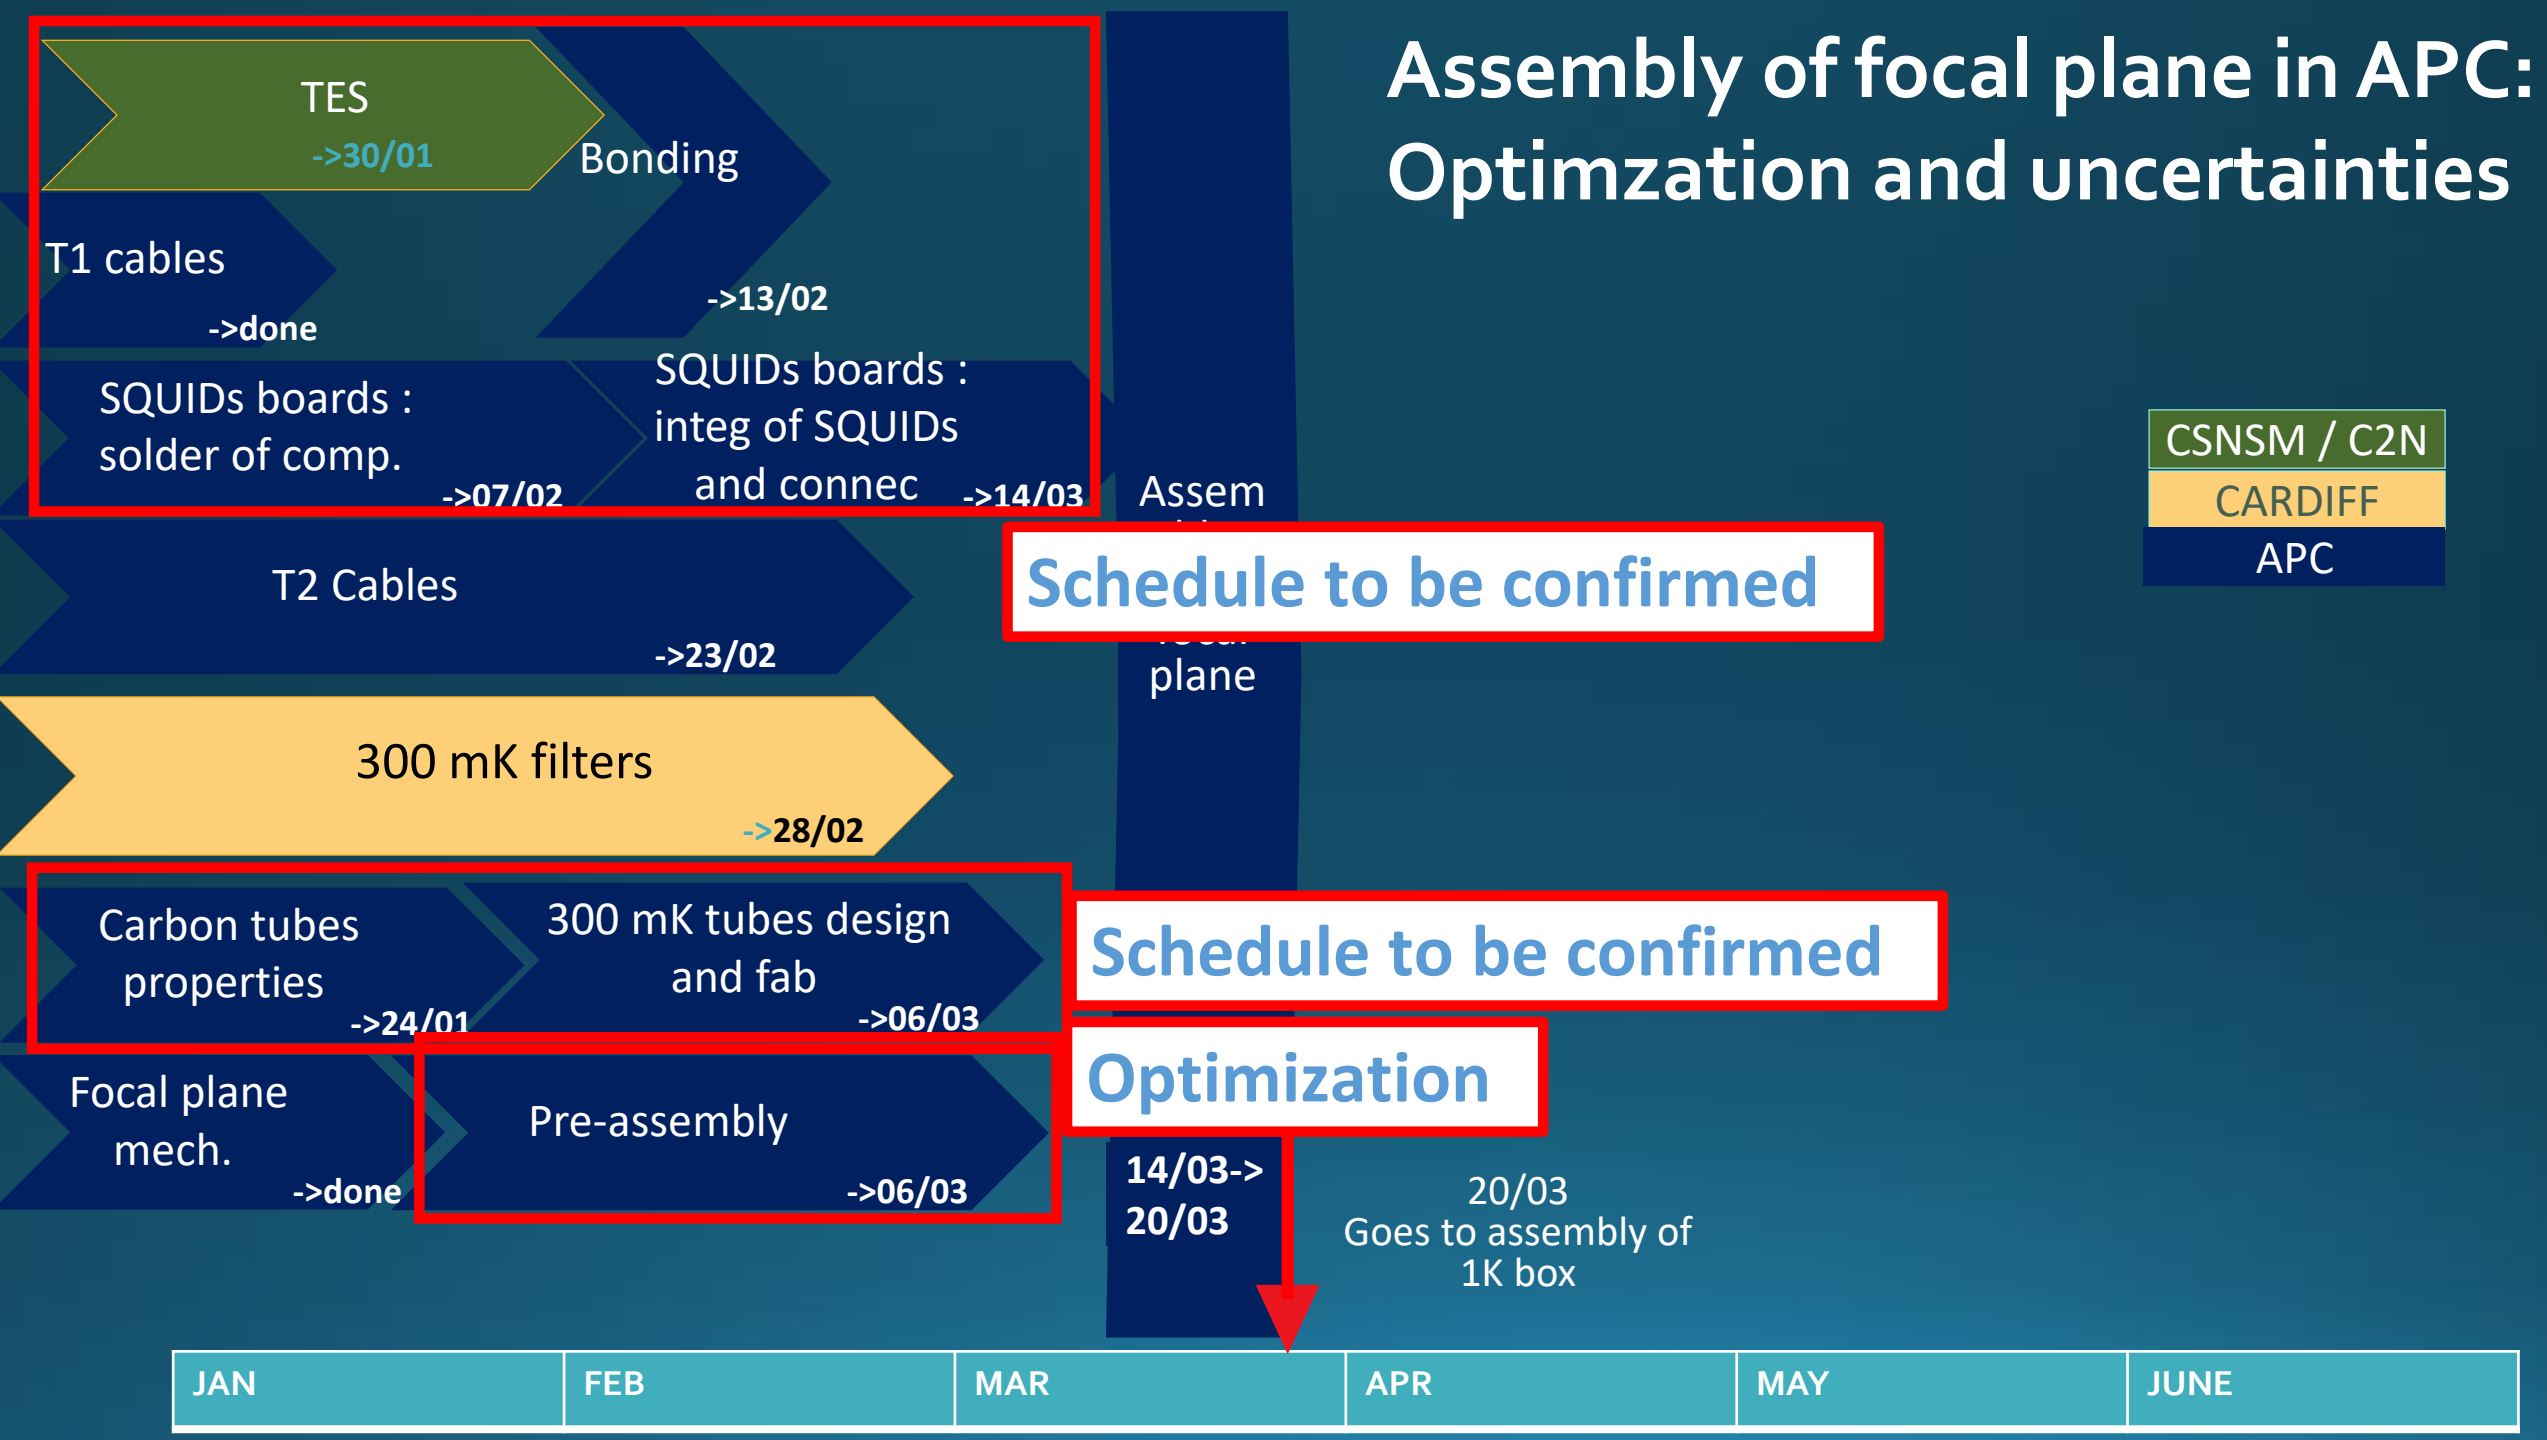 Assembly of focal plane in APC:
Optimzation and uncertainties
TES
->30/01
Bonding
->13/02
T1 cables
->done
SQUIDs boards :
solder of comp.
->07/02
SQUIDs boards :
integ of SQUIDs
and connec
->14/03
Assem
plane
Schedule to be confirmed
T2 Cables
->23/02
CSNSM / C2N
CARDIFF
APC
300 mK filters
->28/02
Carbon tubes
properties
->24/01
300 mK tubes design
and fab
->06/03
Schedule to be confirmed
Focal plane
mech.
->done
Pre-assembly
->06/03
Optimization
14/03->
20/03
20/03
Goes to assembly of
1K box
JAN
FEB
MAR
APR
MAY
JUNE